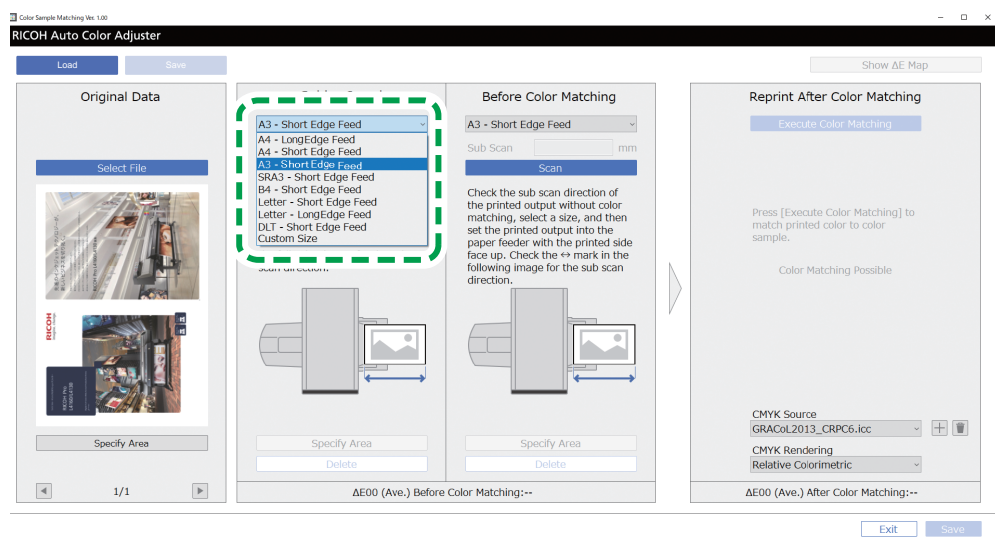 Color Sample Matching Ver. 1.00
RICOH Auto Color Adjuster
Load
Save
Show ΔE Map
Original Data
Select File
RICOH
Specify Area
1/1
A3 - Short Edge Feed
A4 - LongEdge Feed
A4 - Short Edge Feed
A3 - Short Edge Feed
SRA3 - Short Edge Feed
B4 - Short Edge Feed
Letter - Short Edge Feed
Letter - LongEdge Feed
DLT - Short Edge Feed
Custom Size
scan direction.
Specify Area
Delete
Before Color Matching
A3 - Short Edge Feed
Sub Scan
mm
Scan
Check the sub scan direction of
the printed output without color
matching, select a size, and then
set the printed output into the
paper feeder with the printed side
face up. Check the ⇔ mark in the
following image for the sub scan
direction.
Specify Area
Delete
ΔE00 (Ave.) Before Color Matching:--
Reprint After Color Matching
Execute Color Matching
Press [Execute Color Matching] to
match printed color to color
sample.
Color Matching Possible
CMYK Source
GRACoL2013_CRPC6.icc
CMYK Rendering
Relative Colorimetric
ΔE00 (Ave.) After Color Matching:--
Exit
Save